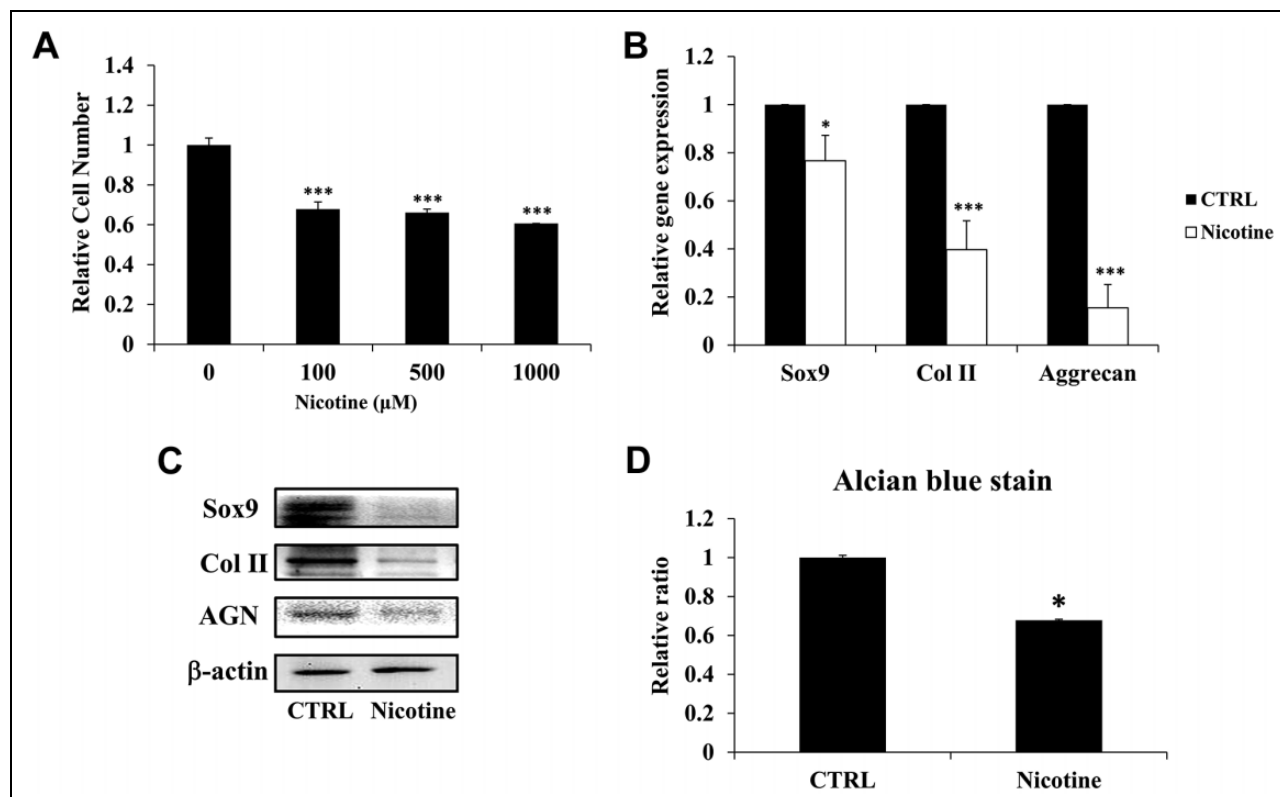 A
1.4
1.2
1
0.8
0.6
0.4
0.2
0
Relative Cell Number
***
***
***
0 100 500 1000
Nicotine (μM)
B
1.2
1
0.8
0.6
0.4
0.2
0
Relative gene expression
*
***
***
Sox9 Col II Aggrecan
CTRL
Nicotine
C
Sox9
Col II
AGN
β-actin
CTRL Nicotine
D
Alcian blue stain
1.2
1
0.8
0.6
0.4
0.2
0
Relative ratio
*
CTRL Nicotine